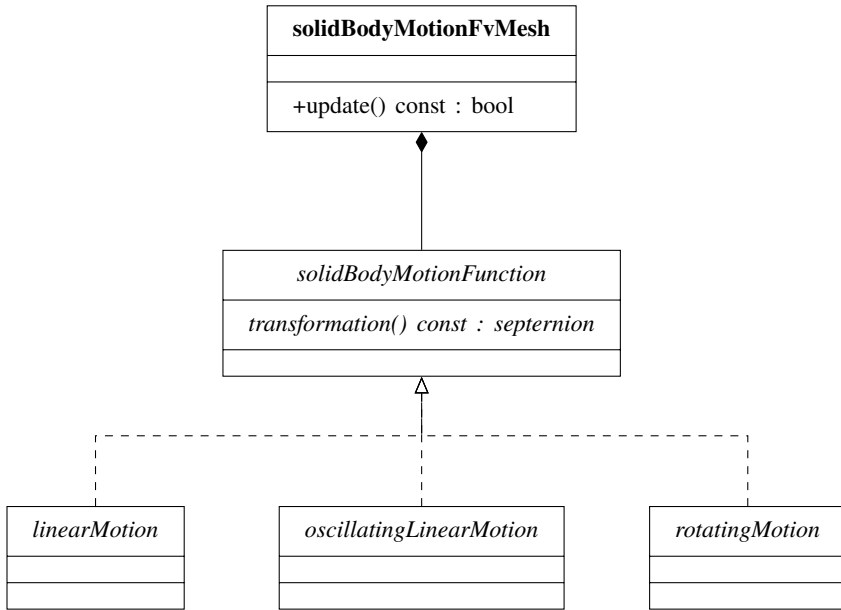 solidBodyMotionFvMesh
+update() const : bool
solidBodyMotionFunction
transformation() const : septernion
linearMotion
oscillatingLinearMotion
rotatingMotion